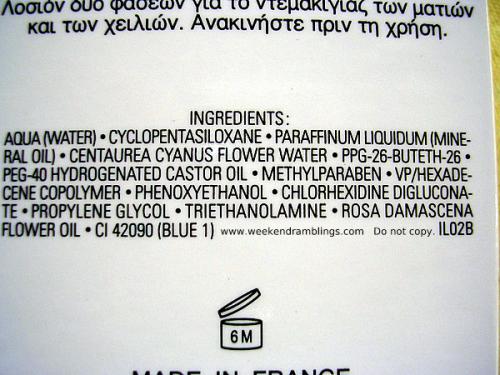 Λοσιόν δύο φάσεων για το ντεμακιγιάζ των ματιών
και των χειλιών. Ανακινήστε πριν τη χρήση.
INGREDIENTS:
AQUA (WATER) • CYCLOPENTASILOXANE • PARAFFINUM LIQUIDUM (MINE-
RAL OIL) • CENTAUREA CYANUS FLOWER WATER • PPG-26-BUTETH-26 •
PEG-40 HYDROGENATED CASTOR OIL • METHYLPARABEN • VP/HEXADE-
CENE COPOLYMER • PHENOXYETHANOL • CHLORHEXIDINE DIGLUCONA-
TE • PROPYLENE GLYCOL • TRIETHANOLAMINE • ROSA DAMASCENA
FLOWER OIL • CI 42090 (BLUE 1) www.weekendramblings.com Do not copy. IL02B
6M
MADE IN FRANCE